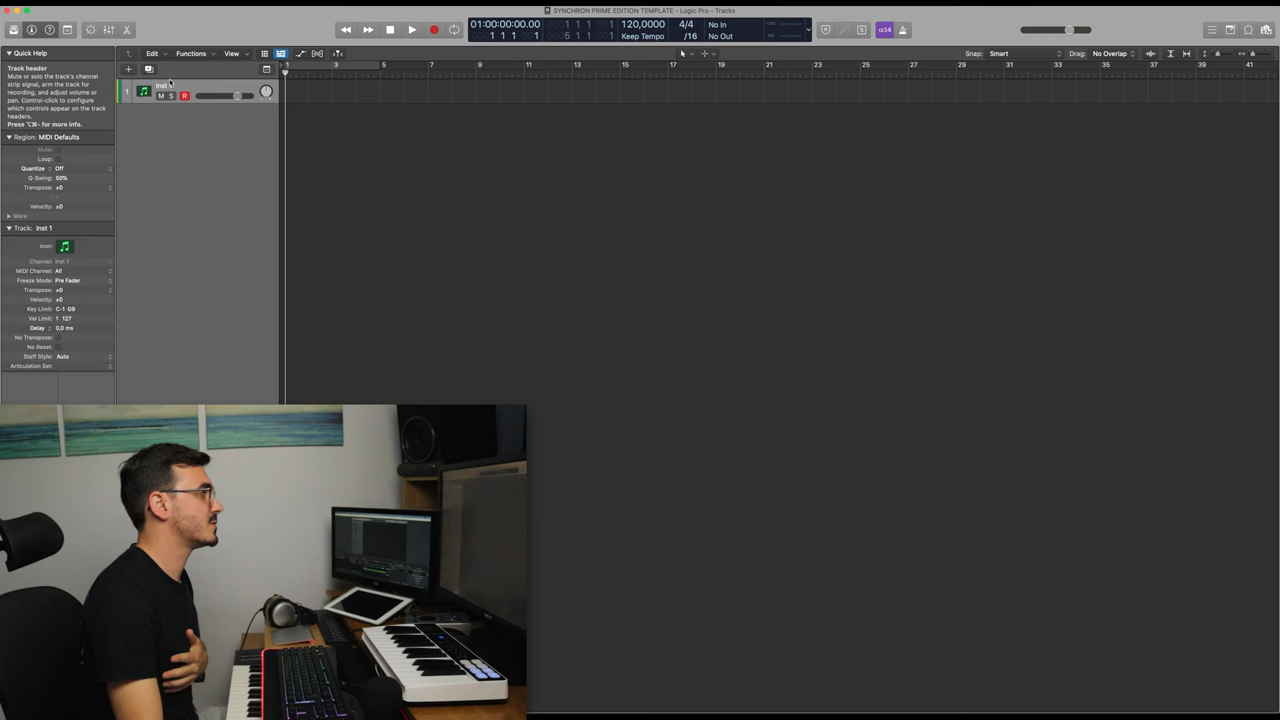 SYNCHRON PRIME EDITION TEMPLATE - Logic Pro - Tracks
01:00:00:00.00
1 1 1 1
1 1 1
5 1 1 1
120,0000
Keep Tempo
4/4
/16
No In
No Out
CPU
1234
Quick Help
Edit
Functions
View
Snap: Smart
Drag: No Overlap
1 3 5 7 9 11 13 15 17 19 21 23 25 27 29 31 33 35 37 39 41
Track header
Mute or solo the track's channel
strip signal, arm the track for
recording, and adjust volume or
pan. Control-click to configure
which controls appear on the track
headers.
Press ⌥⌘- for more info.
1
Inst
M S R
Region: MIDI Defaults
Mute:
Loop:
Quantize Off
Q-Swing: 50%
Transpose: ±0
Velocity: ±0
More
Track: Inst 1
Icon:
Channel: Inst 1
MIDI Channel: All
Freeze Mode: Pre Fader
Transpose: ±0
Velocity: ±0
Key Limit: C-1 G9
Vel Limit: 1 127
Delay 0,0 ms
No Transpose:
No Reset:
Staff Style: Auto
Articulation Set: